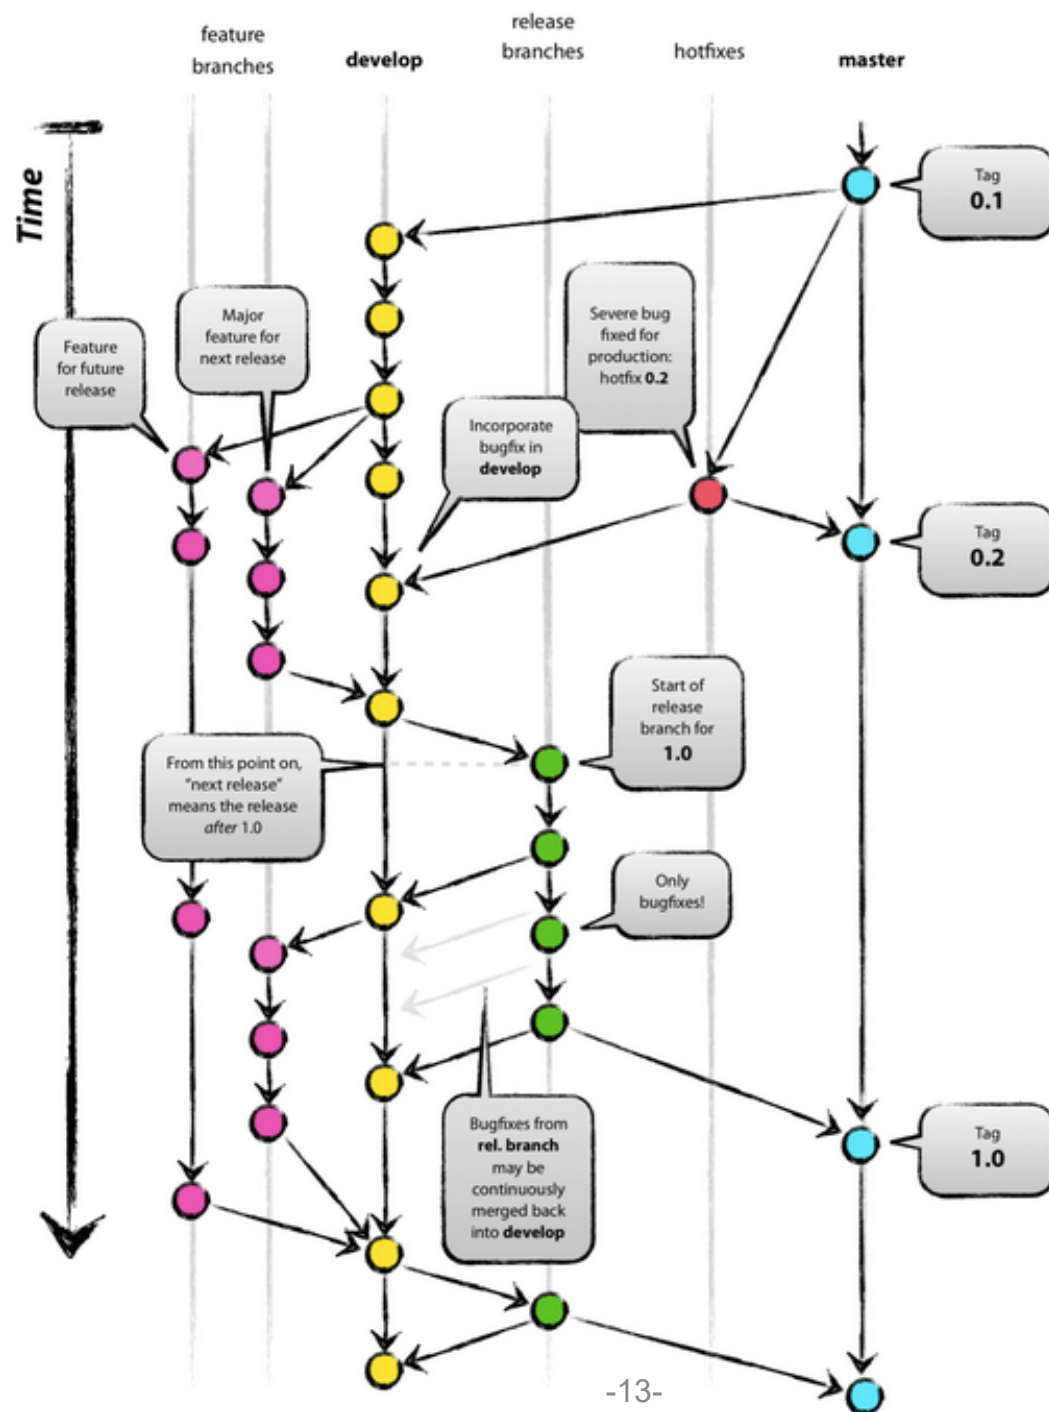 feature
branches
develop
release
branches
hotfixes
master
Time
Tag
0.1
Major
feature for
next release
Feature
for future
release
Severe bug
fixed for
production:
hotfix 0.2
Incorporate
bugfix in
develop
Tag
0.2
Start of
release
branch for
1.0
From this point on,
“next release”
means the release
after 1.0
Only
bugfixes!
Bugfixes from
rel. branch
may be
continuously
merged back
into develop
Tag
1.0
-13-